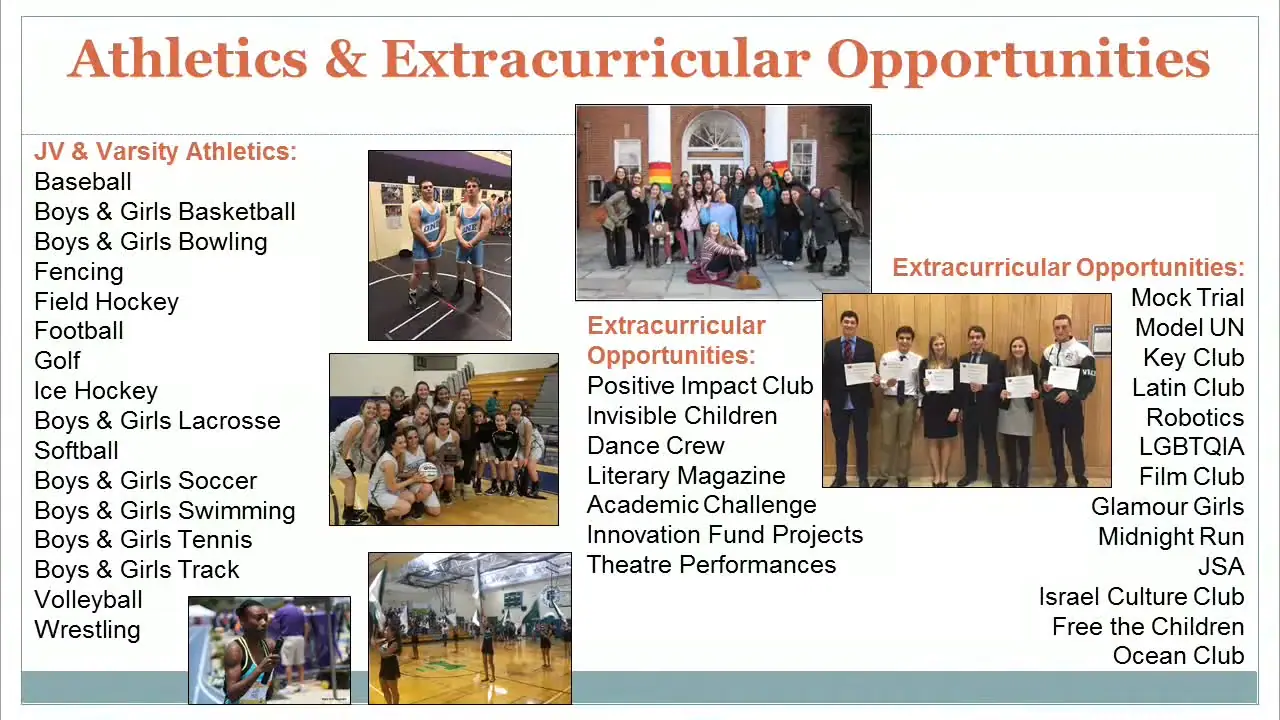 Athletics & Extracurricular Opportunities
JV & Varsity Athletics:
Baseball
Boys & Girls Basketball
Boys & Girls Bowling
Fencing
Field Hockey
Football
Golf
Ice Hockey
Boys & Girls Lacrosse
Softball
Boys & Girls Soccer
Boys & Girls Swimming
Boys & Girls Tennis
Boys & Girls Track
Volleyball
Wrestling
Extracurricular
Opportunities:
Positive Impact Club
Invisible Children
Dance Crew
Literary Magazine
Academic Challenge
Innovation Fund Projects
Theatre Performances
Extracurricular Opportunities:
Mock Trial
Model UN
Key Club
Latin Club
Robotics
LGBTQIA
Film Club
Glamour Girls
Midnight Run
JSA
Israel Culture Club
Free the Children
Ocean Club